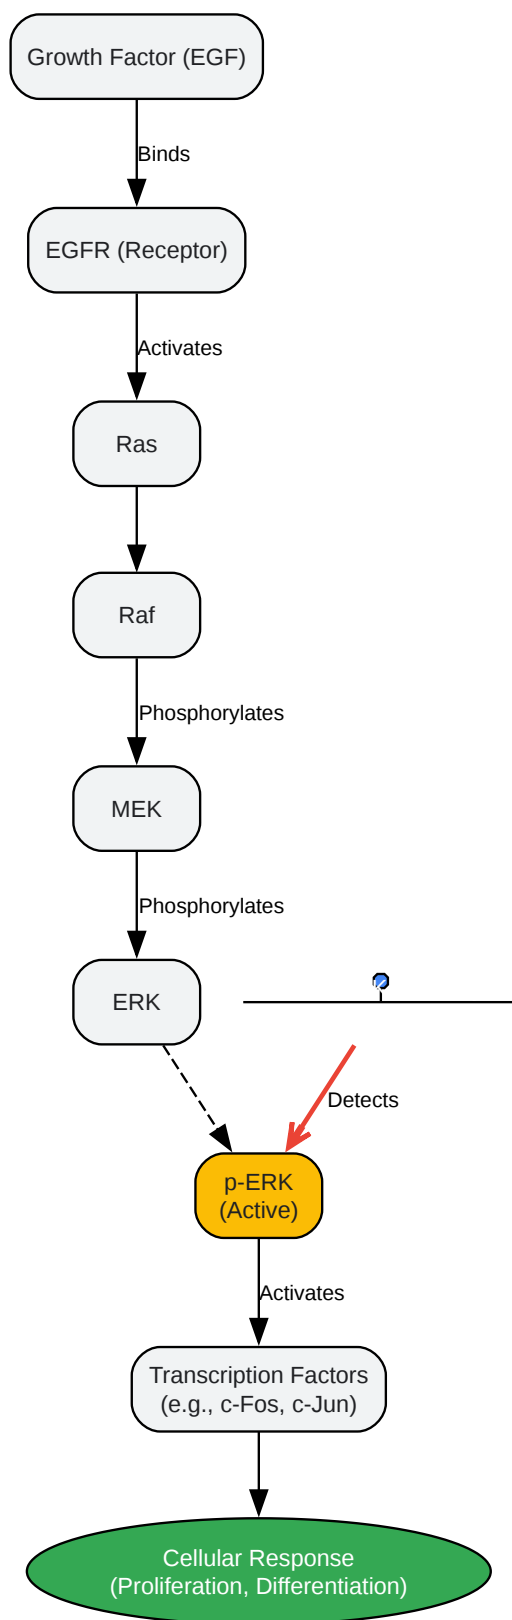 Growth Factor (EGF)
Binds
EGFR (Receptor)
Activates
Ras
Raf
Phosphorylates
MEK
Phosphorylates
ERK
Detects
p-ERK
(Active)
Activates
Transcription Factors
(e.g., c-Fos, c-Jun)
Cellular Response
(Proliferation, Differentiation)